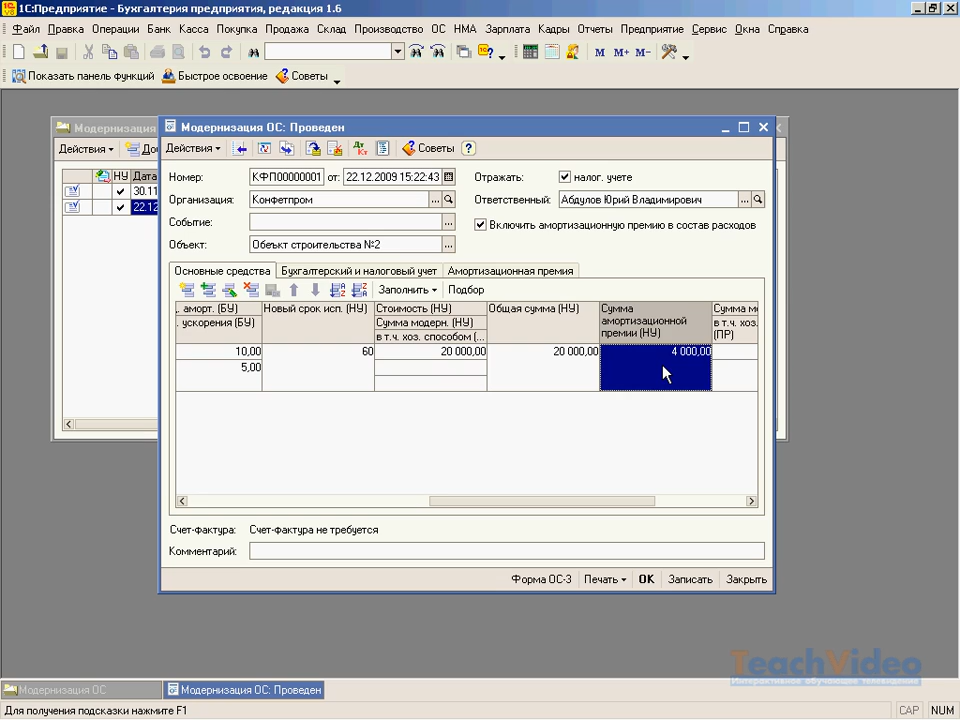 1С:Предприятие - Бухгалтерия предприятия, редакция 1.6
Файл Правка Операции Банк Касса Покупка Продажа Склад Производство ОС НМА Зарплата Кадры Отчеты Предприятие Сервис Окна Справка
M M+ M-
Показать панель функций Быстрое освоение Советы
Модернизация
Действия
НУ Дата
30.11
22.12
Модернизация ОС: Проведен
Действия Советы
Номер: КФП00000001 от: 22.12.2009 15:22:43 Отражать: налог. учете
Организация: Конфетпром Ответственный: Абдулов Юрий Владимирович
Событие: Включить амортизационную премию в состав расходов
Объект: Объект строительства №2
Основные средства Бухгалтерский и налоговый учет Амортизационная премия
Заполнить Подбор
. аморт. (БУ) Новый срок исп. (НУ) Стоимость (НУ) Общая сумма (НУ) Сумма амортизационной премии (НУ) Сумма мо
. ускорения (БУ) Сумма модерн. (НУ) в т.ч. хоз.
в т.ч. хоз. способом (... (ПР)
10,00 60 20 000,00 20 000,00 4 000,00
5,00
Счет-фактура: Счет-фактура не требуется
Комментарий:
Форма ОС-3 Печать OK Записать Закрыть
TeachVideo
Интерактивное обучающее телевидение
Модернизация ОС Модернизация ОС: Проведен
Для получения подсказки нажмите F1 CAP NUM